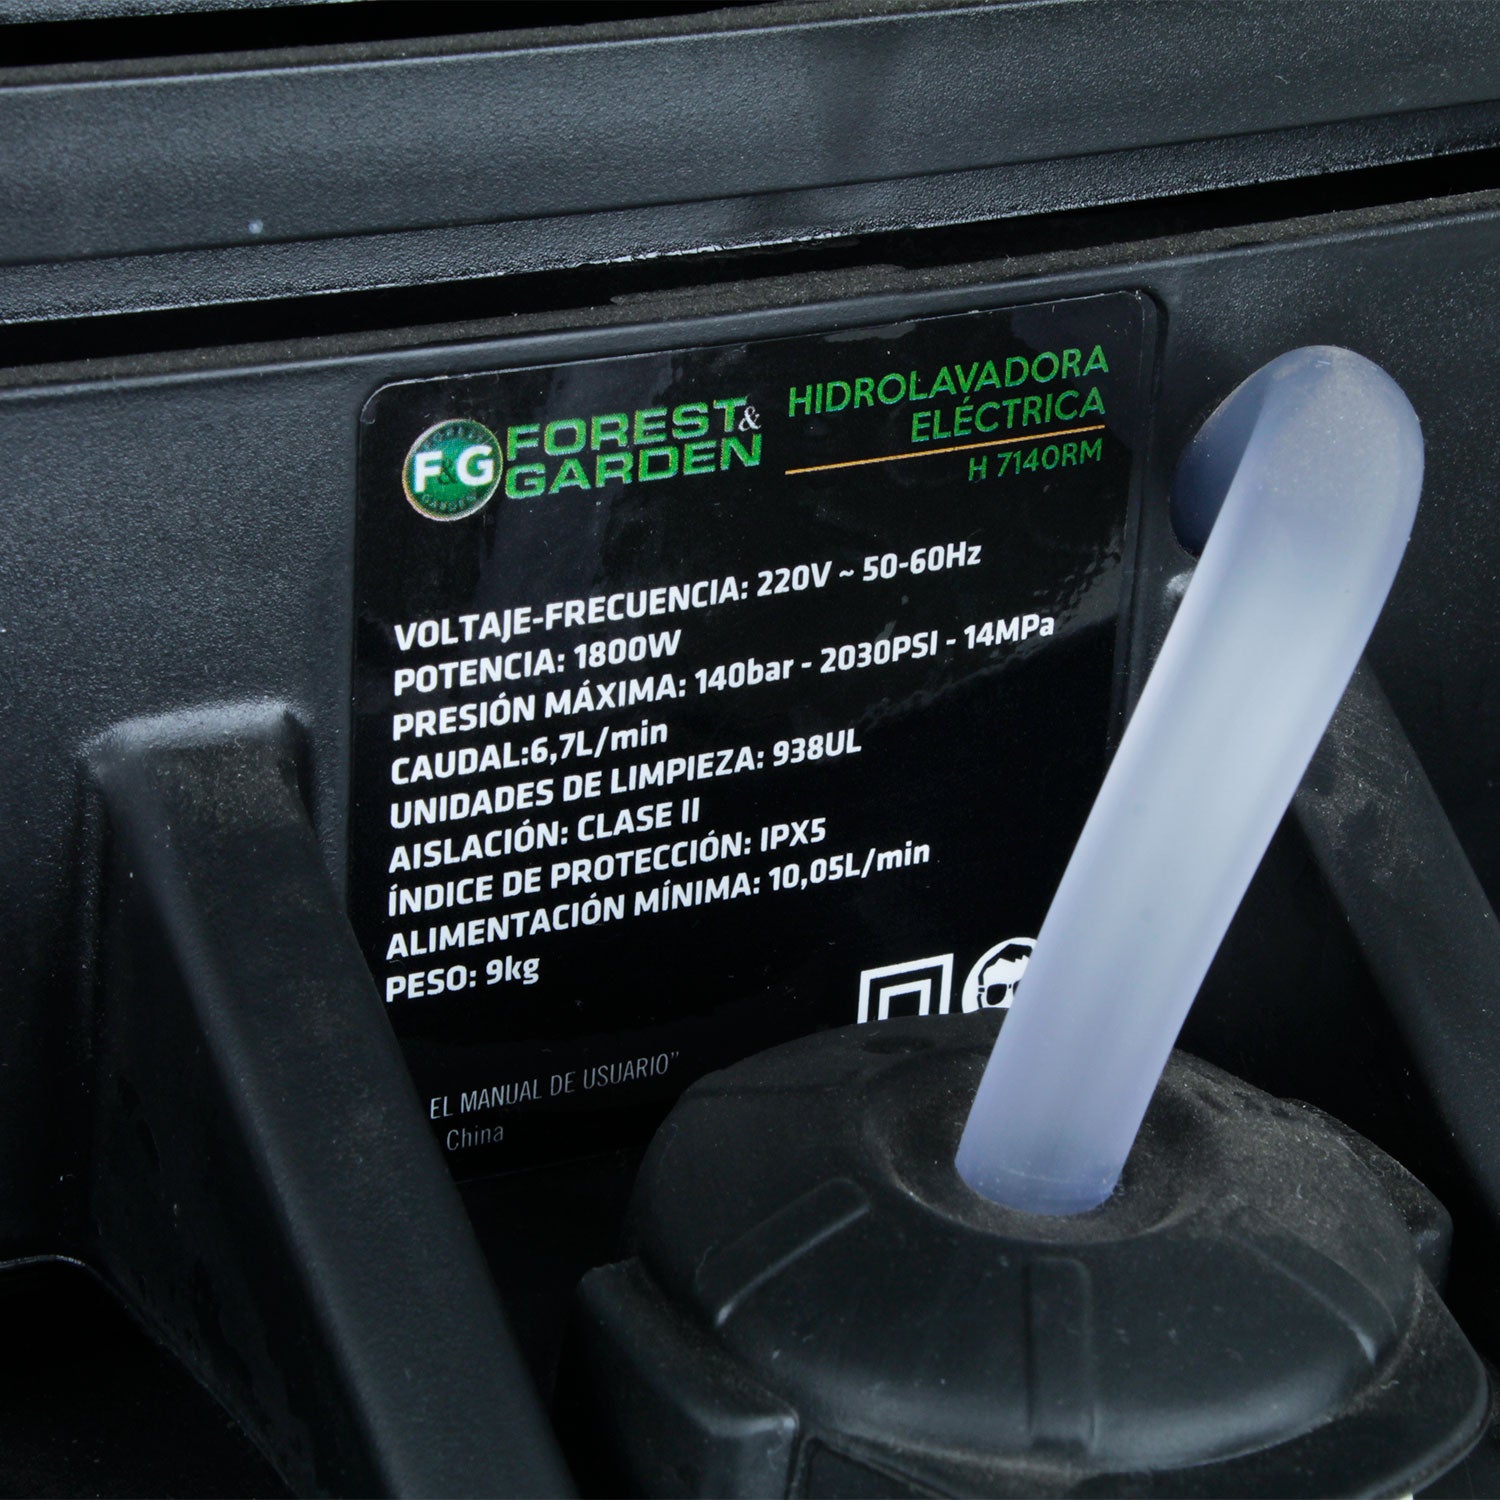 F&G
FOREST &
GARDEN
HIDROLAVADORA
ELÉCTRICA
H 7140RM
VOLTAJE-FRECUENCIA: 220V ~ 50-60Hz
POTENCIA: 1800W
PRESIÓN MÁXIMA: 140bar - 2030PSI - 14MPa
CAUDAL:6,7L/min
UNIDADES DE LIMPIEZA: 938UL
AISLACIÓN: CLASE II
ÍNDICE DE PROTECCIÓN: IPX5
ALIMENTACIÓN MÍNIMA: 10,05L/min
PESO: 9kg
EL MANUAL DE USUARIO”
China